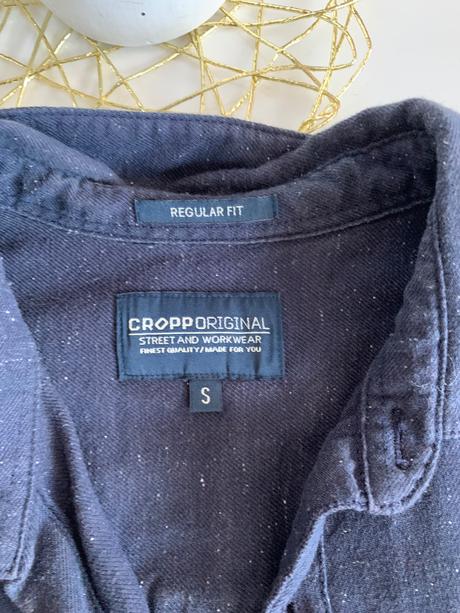 REGULAR FIT
CROPPORIGINAL
STREET AND WORKWEAR
FINEST QUALITY/MADE FOR YOU
S